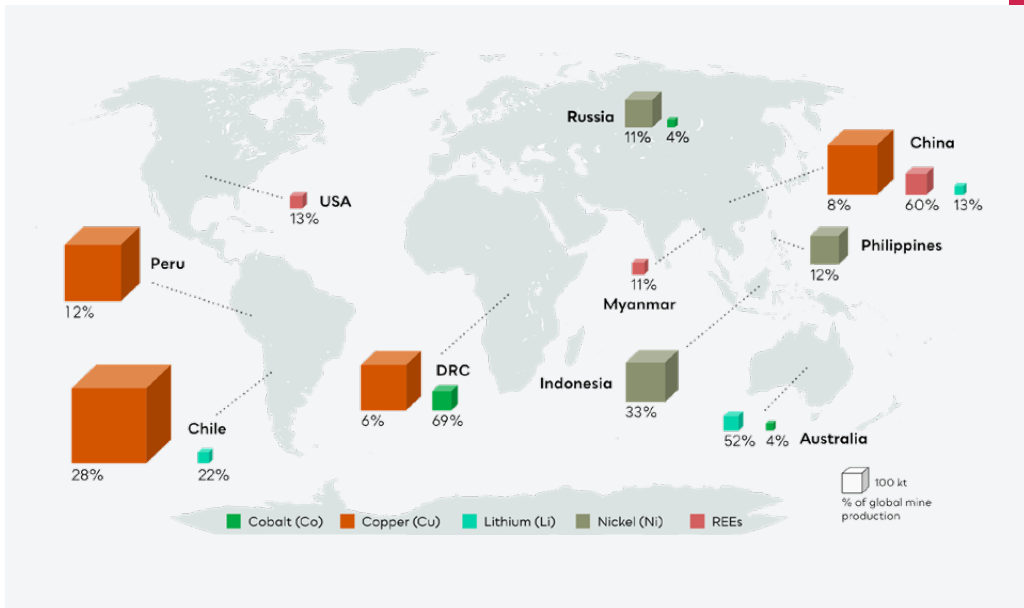 Russia
11% 4%
China
8% 60% 13%
USA
13%
Philippines
12%
Peru
12%
11%
Myanmar
DRC
6% 69%
Indonesia
33%
Chile
28% 22%
52% 4% Australia
100 kt
% of global mine
production
Cobalt (Co) Copper (Cu) Lithium (Li) Nickel (Ni) REEs